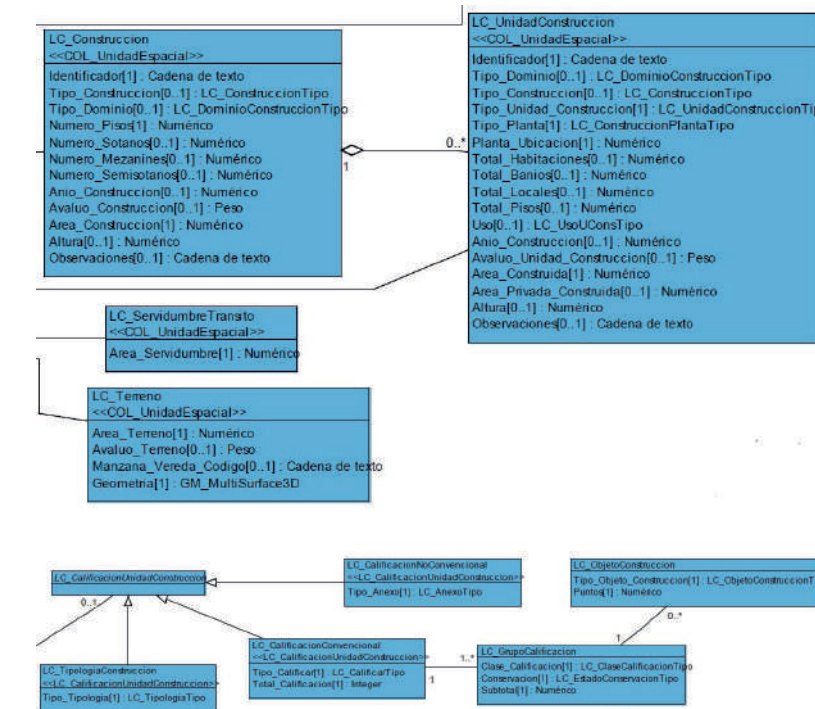 LC_Construccion
<<COL_UnidadEspacial>>
Identificador[1] : Cadena de texto
Tipo_Construccion[0..1] : LC_ConstruccionTipo
Tipo_Dominio[0..1] : LC_DominioConstruccionTipo
Numero_Pisos[1] : Numérico
Numero_Sotanos[0..1] : Numérico
Numero_Mezanines[0..1] : Numérico
Numero_Semisotanos[0..1] : Numérico
Anio_Construccion[0..1] : Numérico
Avaluo_Construccion[0..1] : Peso
Area_Construccion[1] : Numérico
Altura[0..1] : Numérico
Observaciones[0..1] : Cadena de texto
1
0..*
LC_UnidadConstruccion
<<COL_UnidadEspacial>>
Identificador[1] : Cadena de texto
Tipo_Dominio[0..1] : LC_DominioConstruccionTipo
Tipo_Construccion[0..1] : LC_ConstruccionTipo
Tipo_Unidad_Construccion[1] : LC_UnidadConstruccionTip
Tipo_Planta[1] : LC_ConstruccionPlantaTipo
Planta_Ubicacion[1] : Numérico
Total_Habitaciones[0..1] : Numérico
Total_Banios[0..1] : Numérico
Total_Locales[0..1] : Numérico
Total_Pisos[0..1] : Numérico
Uso[0..1] : LC_UsoUConsTipo
Anio_Construccion[0..1] : Numérico
Avaluo_Unidad_Construccion[0..1] : Peso
Area_Construida[1] : Numérico
Area_Privada_Construida[0..1] : Numérico
Altura[0..1] : Numérico
Observaciones[0..1] : Cadena de texto
LC_ServidumbreTransito
<<COL_UnidadEspacial>>
Area_Servidumbre[1] : Numérico
LC_Terreno
<<COL_UnidadEspacial>>
Area_Terreno[1] : Numérico
Avaluo_Terreno[0..1] : Peso
Manzana_Vereda_Codigo[0..1] : Cadena de texto
Geometria[1] : GM_MultiSurface3D
LC_CalificacionUnidadConstruccion
0..1
LC_CalificacionNoConvencional
<<LC_CalificacionUnidadConstruccion>>
Tipo_Anexo[1] : LC_AnexoTipo
LC_ObjetoConstruccion
Tipo_Objeto_Construccion[1] : LC_ObjetoConstruccionT
Puntos[1] : Numérico
0..*
1
LC_TipologiaConstruccion
<<LC_CalificacionUnidadConstruccion>>
Tipo_Tipologia[1] : LC_TipologiaTipo
LC_CalificacionConvencional
<<LC_CalificacionUnidadConstruccion>>
Tipo_Calificar[1] : LC_CalificarTipo
Total_Calificacion[1] : Integer
1..*
1
LC_GrupoCalificacion
Clase_Calificacion[1] : LC_ClaseCalificacionTipo
Conservacion[1] : LC_EstadoConservacionTipo
Subtotal[1] : Numérico